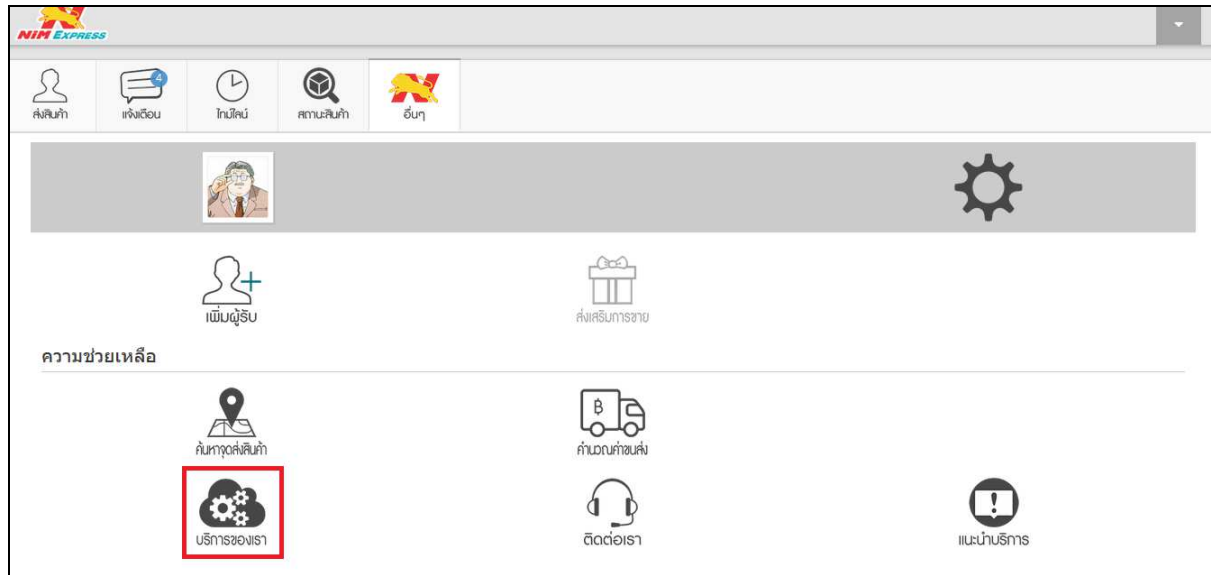 NiM EXPRESS
ส่งสินค้า
4
แจ้งเตือน
ไทม์ไลน์
สถานะสินค้า
อื่นๆ
เพิ่มผู้รับ
ส่งเสริมการขาย
ความช่วยเหลือ
ค้นหาจุดส่งสินค้า
฿
คำนวณค่าขนส่ง
บริการของเรา
ติดต่อเรา
แนะนำบริการ